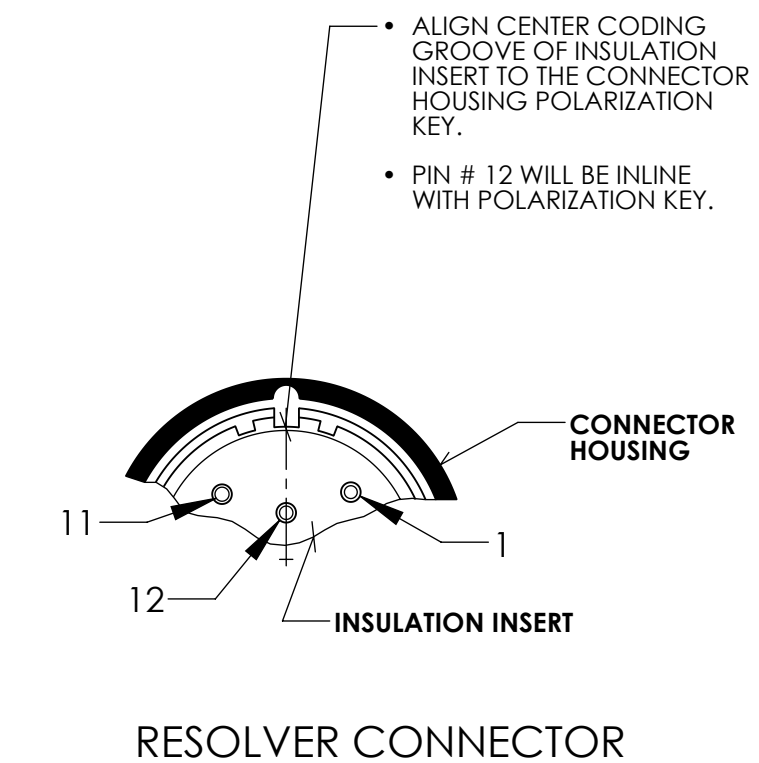 • ALIGN CENTER CODING
GROOVE OF INSULATION
INSERT TO THE CONNECTOR
HOUSING POLARIZATION
KEY.
• PIN # 12 WILL BE INLINE
WITH POLARIZATION KEY.
CONNECTOR
HOUSING
11
1
12
INSULATION INSERT
RESOLVER CONNECTOR